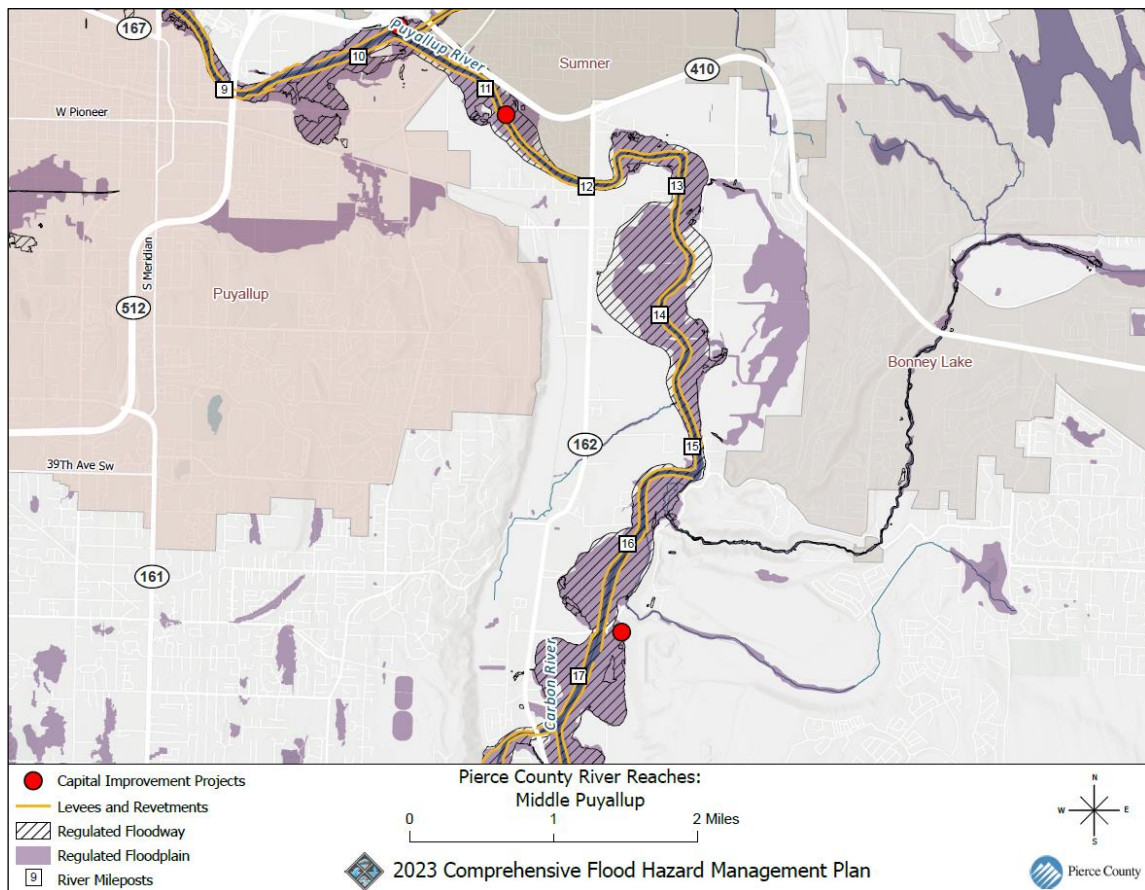 167
Puyallup River
Sumner
410
10
11
9
W Pioneer
12
13
S Meridian
Puyallup
512
14
Bonney Lake
162
15
39Th Ave Sw
16
161
Carbon River
17
Capital Improvement Projects
Levees and Revetments
Regulated Floodway
Regulated Floodplain
9 River Mileposts
Pierce County River Reaches:
Middle Puyallup
0 1 2 Miles
2023 Comprehensive Flood Hazard Management Plan
N
W E
S
Pierce County